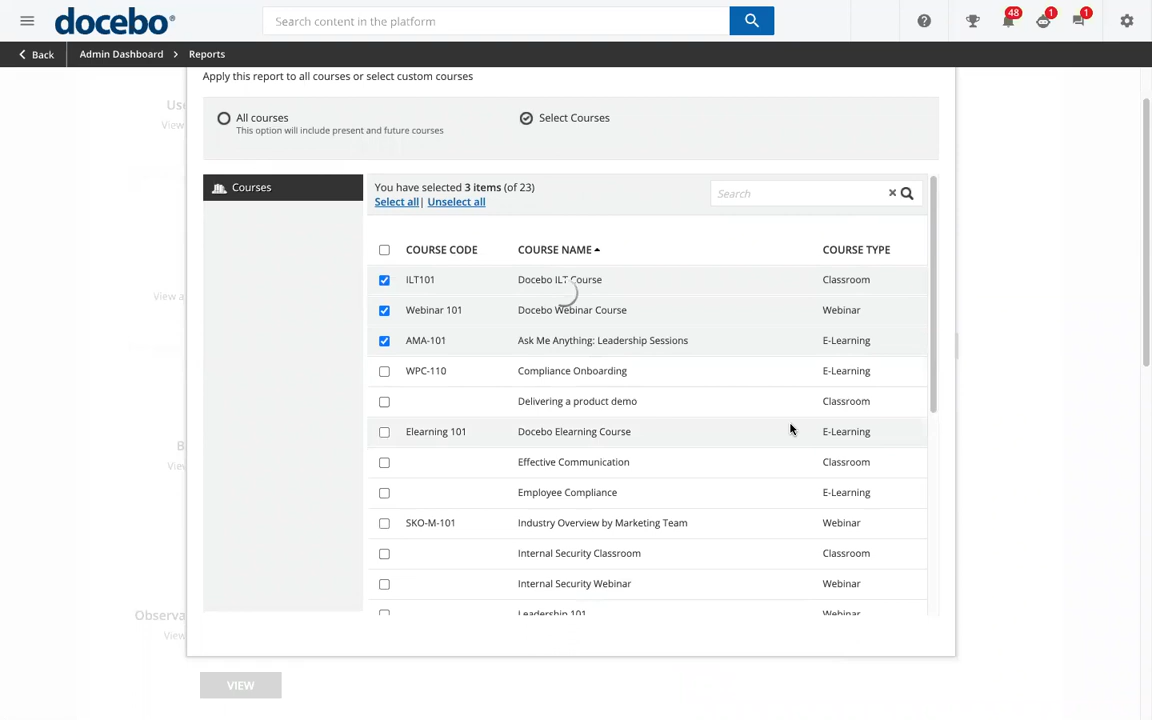 docebo
Search content in the platform
48
1
1
Back
Admin Dashboard > Reports
Apply this report to all courses or select custom courses
All courses
This option will include present and future courses
Select Courses
Use
View
Courses
You have selected 3 items (of 23)
Select all| Unselect all
Search
COURSE CODE COURSE NAME COURSE TYPE
ILT101 Docebo ILT Course Classroom
View a
Webinar 101 Docebo Webinar Course Webinar
AMA-101 Ask Me Anything: Leadership Sessions E-Learning
WPC-110 Compliance Onboarding E-Learning
Delivering a product demo Classroom
Elearning 101 Docebo Elearning Course E-Learning
B
Effective Communication Classroom
View
Employee Compliance E-Learning
SKO-M-101 Industry Overview by Marketing Team Webinar
Internal Security Classroom Classroom
Internal Security Webinar Webinar
Leadership 101 Webinar
Observa
View
VIEW